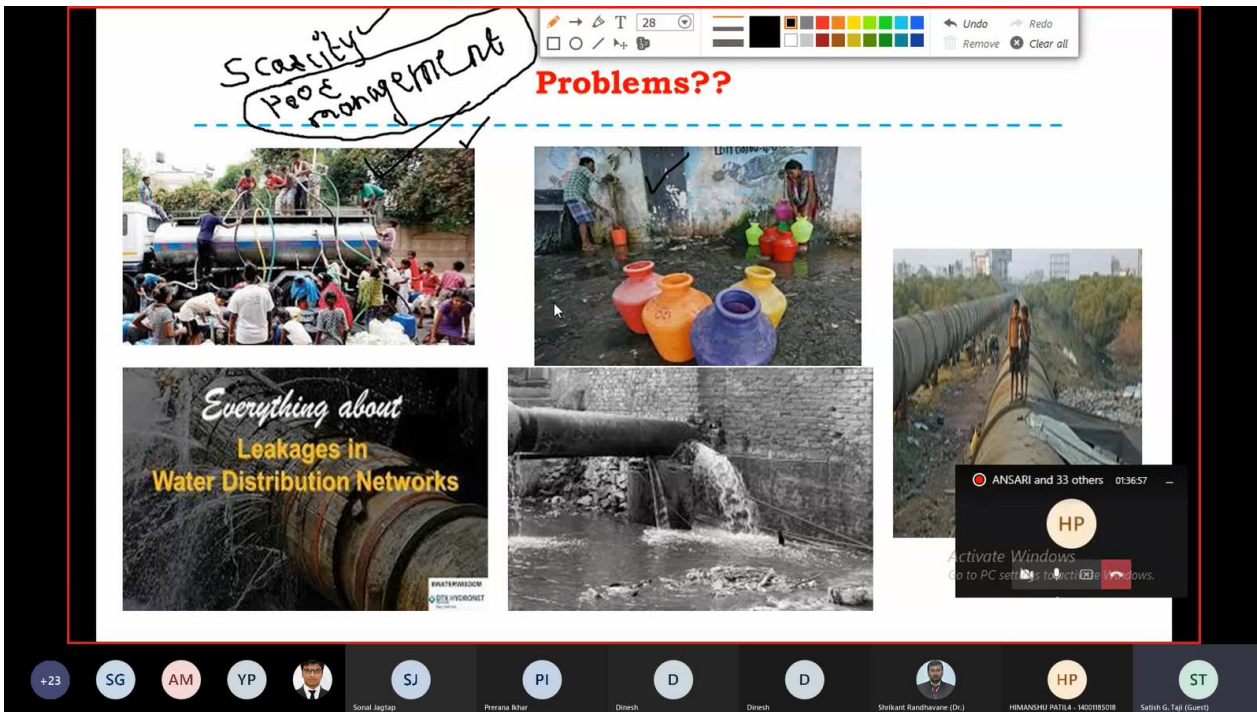 T
28
Undo
Redo
Remove
Clear all
Scarcity
Poor
management
Problems??
Everything about
Leakages in
Water Distribution Networks
#WATERWISDOM
DTK HYDRONET
ANSARI and 33 others 01:36:57
HP
Activate Windows
Go to PC settings to activate Windows.
+23
SG
AM
YP
SJ
PI
D
D
HP
ST
Sonal Jagtap
Prerana Ikhar
Dinesh
Dinesh
Shrikant Randhavane (Dr.)
HIMANSHU PATIL4 - 14001185018
Satish G. Taji (Guest)